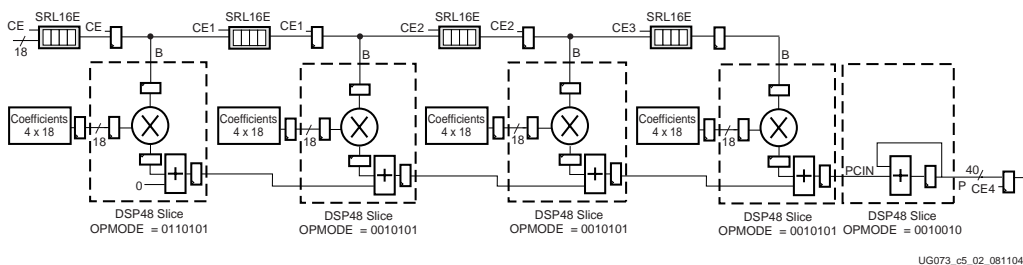 SRL16E SRL16E SRL16E SRL16E
CE CE CE1 CE1 CE2 CE2 CE3
18
B B B B
Coefficients
4 x 18
18
Coefficients
4 x 18
18
Coefficients
4 x 18
18
Coefficients
4 x 18
18
0
PCIN
40
P CE4
DSP48 Slice
OPMODE = 0110101
DSP48 Slice
OPMODE = 0010101
DSP48 Slice
OPMODE = 0010101
DSP48 Slice
OPMODE = 0010101
DSP48 Slice
OPMODE = 0010010
UG073_c5_02_081104